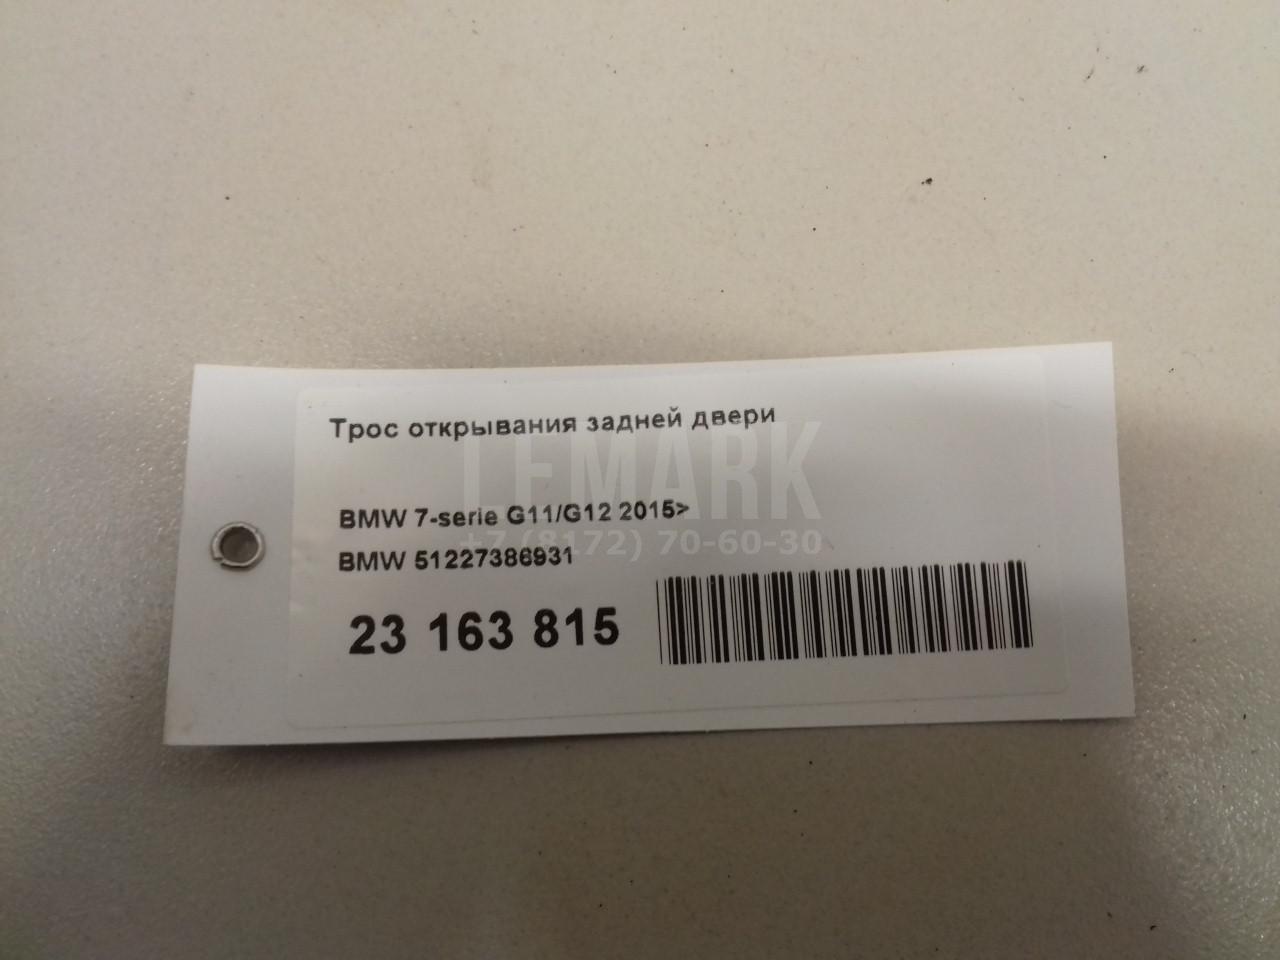 Трос открывания задней двери
LEMARK
BMW 7-serie G11/G12 2015>
+7 (8172) 70-60-30
BMW 51227386931
23 163 815